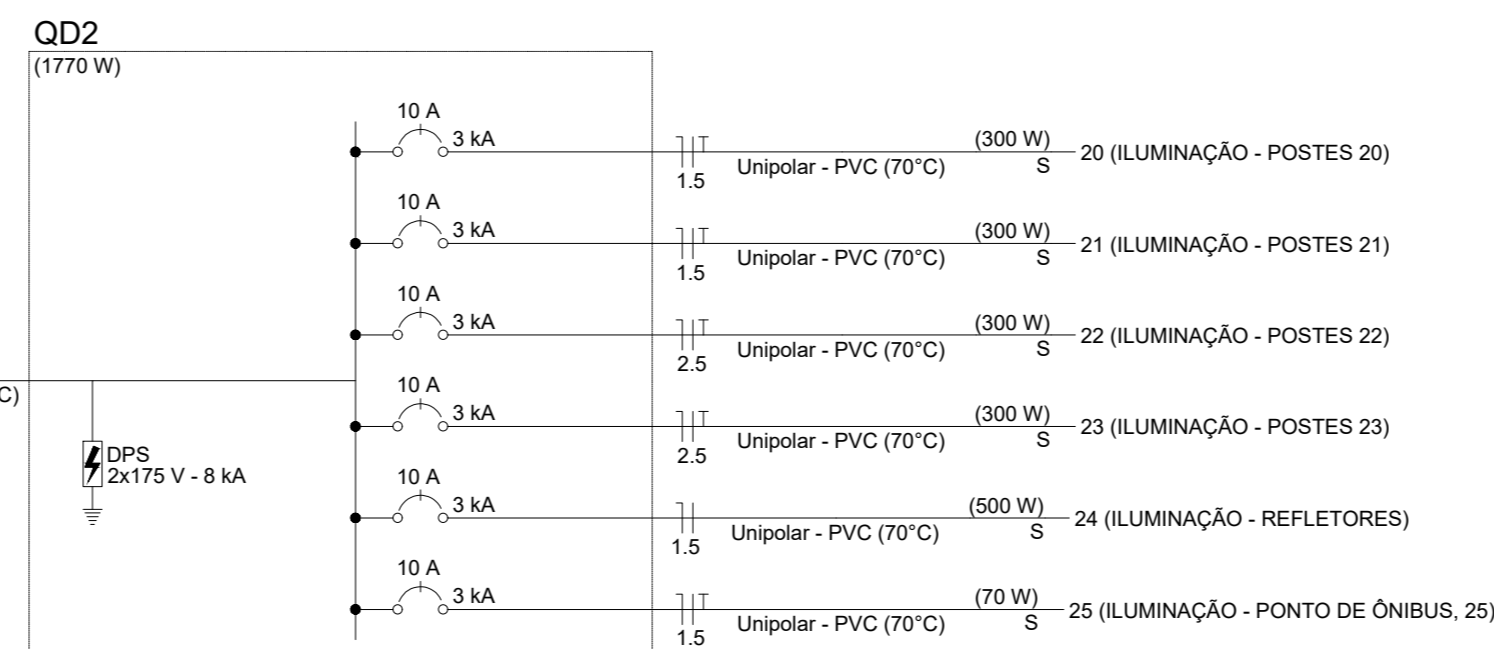 QD2
(1770 W)
10 A
3 kA
1.5
Unipolar - PVC (70°C)
(300 W)
S
20 (ILUMINAÇÃO - POSTES 20)
10 A
3 kA
1.5
Unipolar - PVC (70°C)
(300 W)
S
21 (ILUMINAÇÃO - POSTES 21)
10 A
3 kA
2.5
Unipolar - PVC (70°C)
(300 W)
S
22 (ILUMINAÇÃO - POSTES 22)
C)
10 A
3 kA
2.5
Unipolar - PVC (70°C)
(300 W)
S
23 (ILUMINAÇÃO - POSTES 23)
DPS
2x175 V - 8 kA
10 A
3 kA
1.5
Unipolar - PVC (70°C)
(500 W)
S
24 (ILUMINAÇÃO - REFLETORES)
10 A
3 kA
1.5
Unipolar - PVC (70°C)
(70 W)
S
25 (ILUMINAÇÃO - PONTO DE ÔNIBUS, 25)